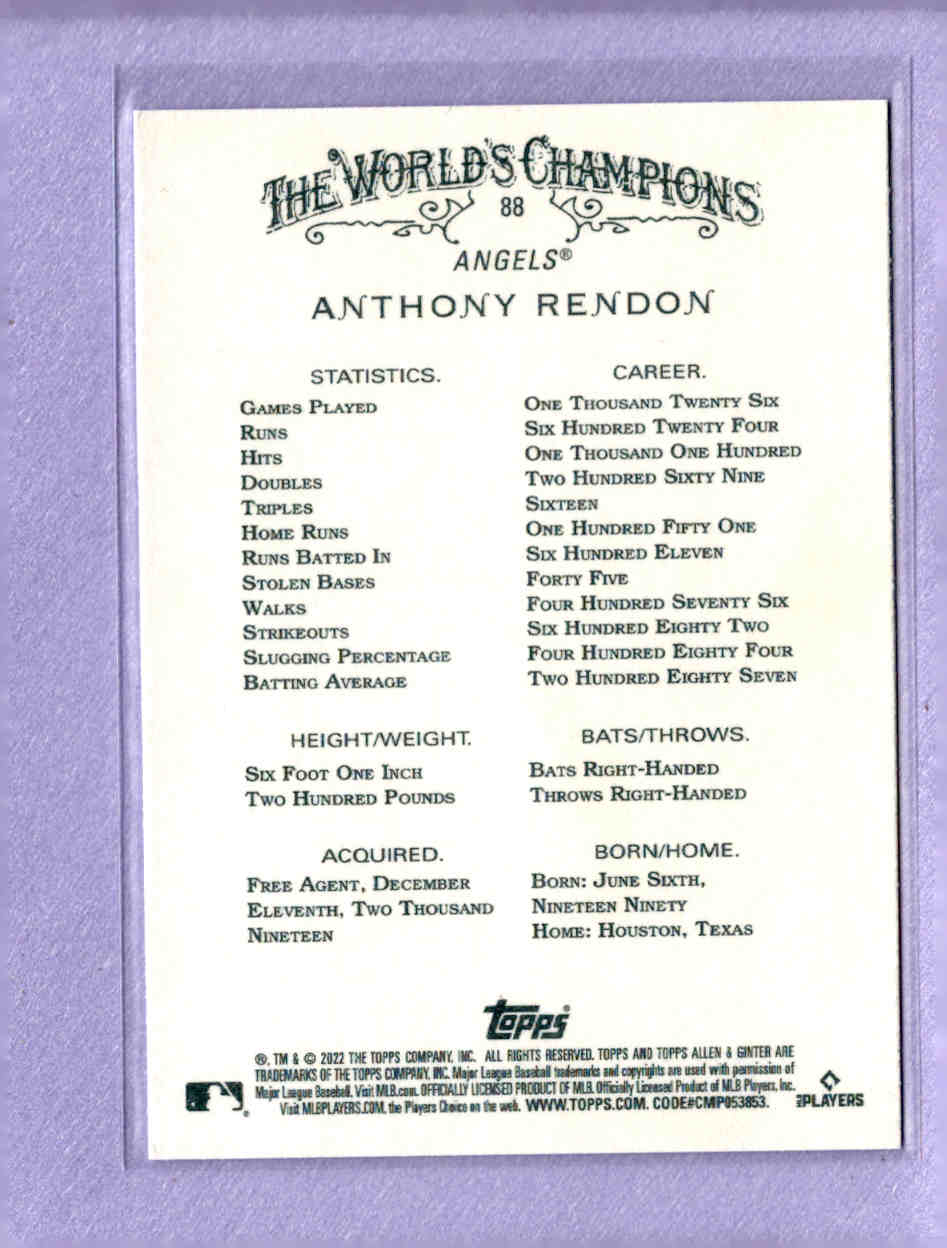 THE WORLD'S CHAMPIONS
88
ANGELS®
ANTHONY RENDON
STATISTICS. CAREER.
GAMES PLAYED ONE THOUSAND TWENTY SIX
RUNS SIX HUNDRED TWENTY FOUR
HITS ONE THOUSAND ONE HUNDRED
DOUBLES TWO HUNDRED SIXTY NINE
TRIPLES SIXTEEN
HOME RUNS ONE HUNDRED FIFTY ONE
RUNS BATTED IN SIX HUNDRED ELEVEN
STOLEN BASES FORTY FIVE
WALKS FOUR HUNDRED SEVENTY SIX
STRIKEOUTS SIX HUNDRED EIGHTY TWO
SLUGGING PERCENTAGE FOUR HUNDRED EIGHTY FOUR
BATTING AVERAGE TWO HUNDRED EIGHTY SEVEN
HEIGHT/WEIGHT.
SIX FOOT ONE INCH
TWO HUNDRED POUNDS
BATS/THROWS.
BATS RIGHT-HANDED
THROWS RIGHT-HANDED
ACQUIRED.
FREE AGENT, DECEMBER
ELEVENTH, TWO THOUSAND
NINETEEN
BORN/HOME.
BORN: JUNE SIXTH,
NINETEEN NINETY
HOME: HOUSTON, TEXAS
Topps®
®, TM & © 2022 THE TOPPS COMPANY, INC. ALL RIGHTS RESERVED. TOPPS AND TOPPS ALLEN & GINTER ARE
TRADEMARKS OF THE TOPPS COMPANY, INC. Major League Baseball trademarks and copyrights are used with permission of
Major League Baseball. Visit MLB.com. OFFICIALLY LICENSED PRODUCT OF MLB. Officially Licensed Product of MLB Players, Inc.
Visit MLBPLAYERS.COM, the Players Choice on the web. WWW.TOPPS.COM. CODE#CMP053853.
MLB PLAYERS